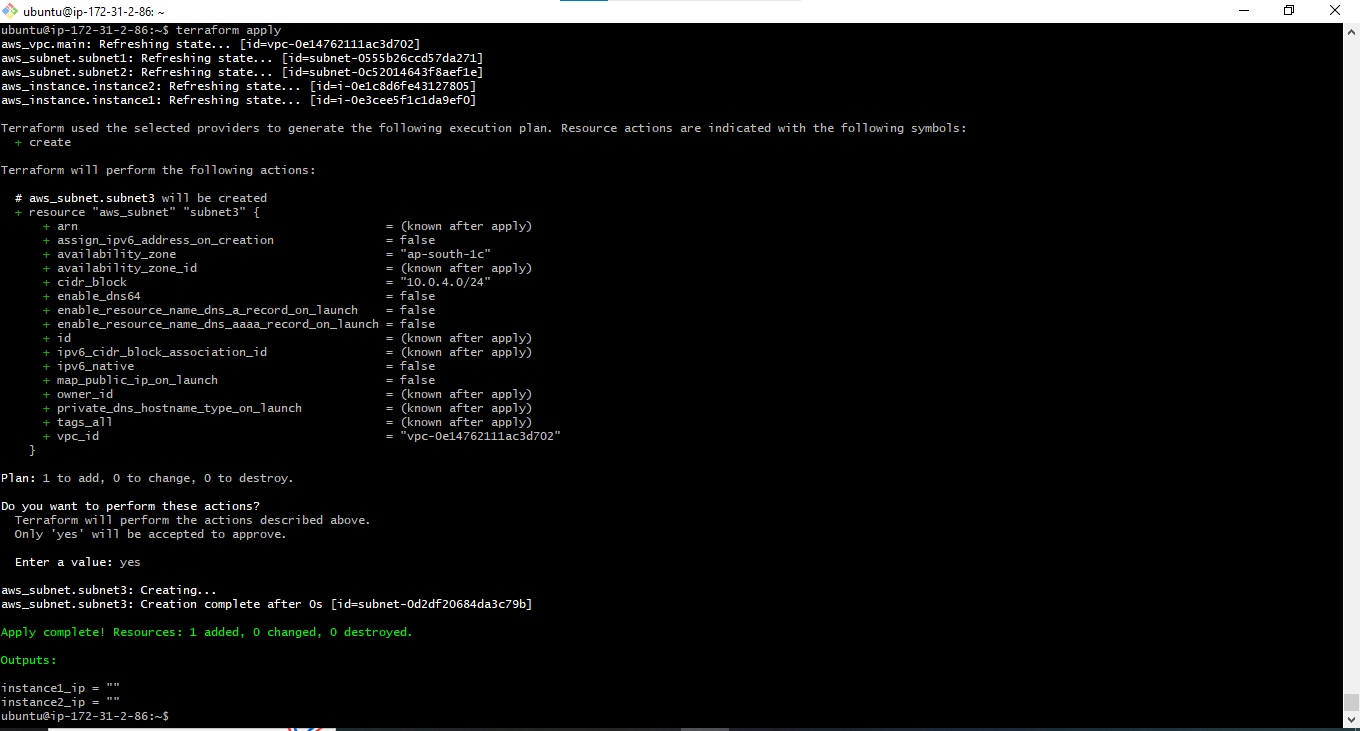 ubuntu@ip-172-31-2-86: ~
ubuntu@ip-172-31-2-86:~$ terraform apply
aws_vpc.main: Refreshing state... [id=vpc-0e14762111ac3d702]
aws_subnet.subnet1: Refreshing state... [id=subnet-0555b26ccd57da271]
aws_subnet.subnet2: Refreshing state... [id=subnet-0c52014643f8aef1e]
aws_instance.instance2: Refreshing state... [id=i-0e1c8d6fe43127805]
aws_instance.instance1: Refreshing state... [id=i-0e3cee5f1c1da9ef0]
Terraform used the selected providers to generate the following execution plan. Resource actions are indicated with the following symbols:
+ create
Terraform will perform the following actions:
# aws_subnet.subnet3 will be created
+ resource "aws_subnet" "subnet3" {
+ arn = (known after apply)
+ assign_ipv6_address_on_creation = false
+ availability_zone = "ap-south-1c"
+ availability_zone_id = (known after apply)
+ cidr_block = "10.0.4.0/24"
+ enable_dns64 = false
+ enable_resource_name_dns_a_record_on_launch = false
+ enable_resource_name_dns_aaaa_record_on_launch = false
+ id = (known after apply)
+ ipv6_cidr_block_association_id = (known after apply)
+ ipv6_native = false
+ map_public_ip_on_launch = false
+ owner_id = (known after apply)
+ private_dns_hostname_type_on_launch = (known after apply)
+ tags_all = (known after apply)
+ vpc_id = "vpc-0e14762111ac3d702"
}
Plan: 1 to add, 0 to change, 0 to destroy.
Do you want to perform these actions?
Terraform will perform the actions described above.
Only 'yes' will be accepted to approve.
Enter a value: yes
aws_subnet.subnet3: Creating...
aws_subnet.subnet3: Creation complete after 0s [id=subnet-0d2df20684da3c79b]
Apply complete! Resources: 1 added, 0 changed, 0 destroyed.
Outputs:
instance1_ip = ""
instance2_ip = ""
ubuntu@ip-172-31-2-86:~$